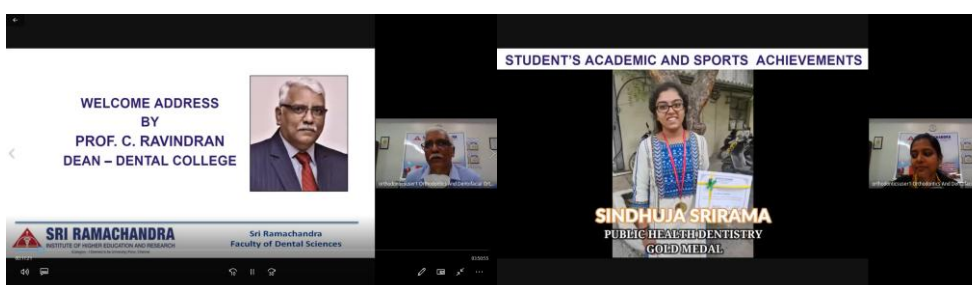 WELCOME ADDRESS
BY
PROF. C. RAVINDRAN
DEAN – DENTAL COLLEGE
SRI RAMACHANDRA
INSTITUTE OF HIGHER EDUCATION AND RESEARCH
Sri Ramachandra
Faculty of Dental Sciences
STUDENT'S ACADEMIC AND SPORTS ACHIEVEMENTS
SINDHUJA SRIRAMA
PUBLIC HEALTH DENTISTRY
GOLD MEDAL